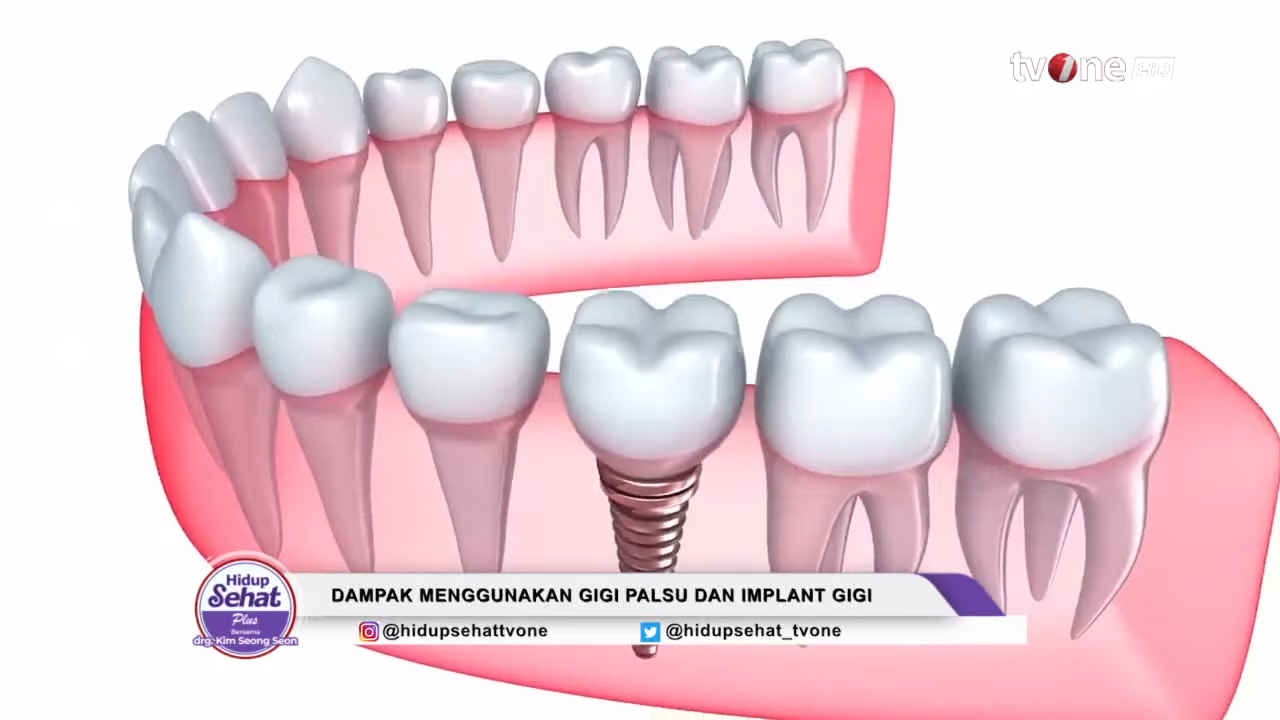 tvOne HD
Hidup
Sehat
Plus
Bersama
drg. Kim Seong Seon
DAMPAK MENGGUNAKAN GIGI PALSU DAN IMPLANT GIGI
@hidupsehattvone
@hidupsehat_tvone